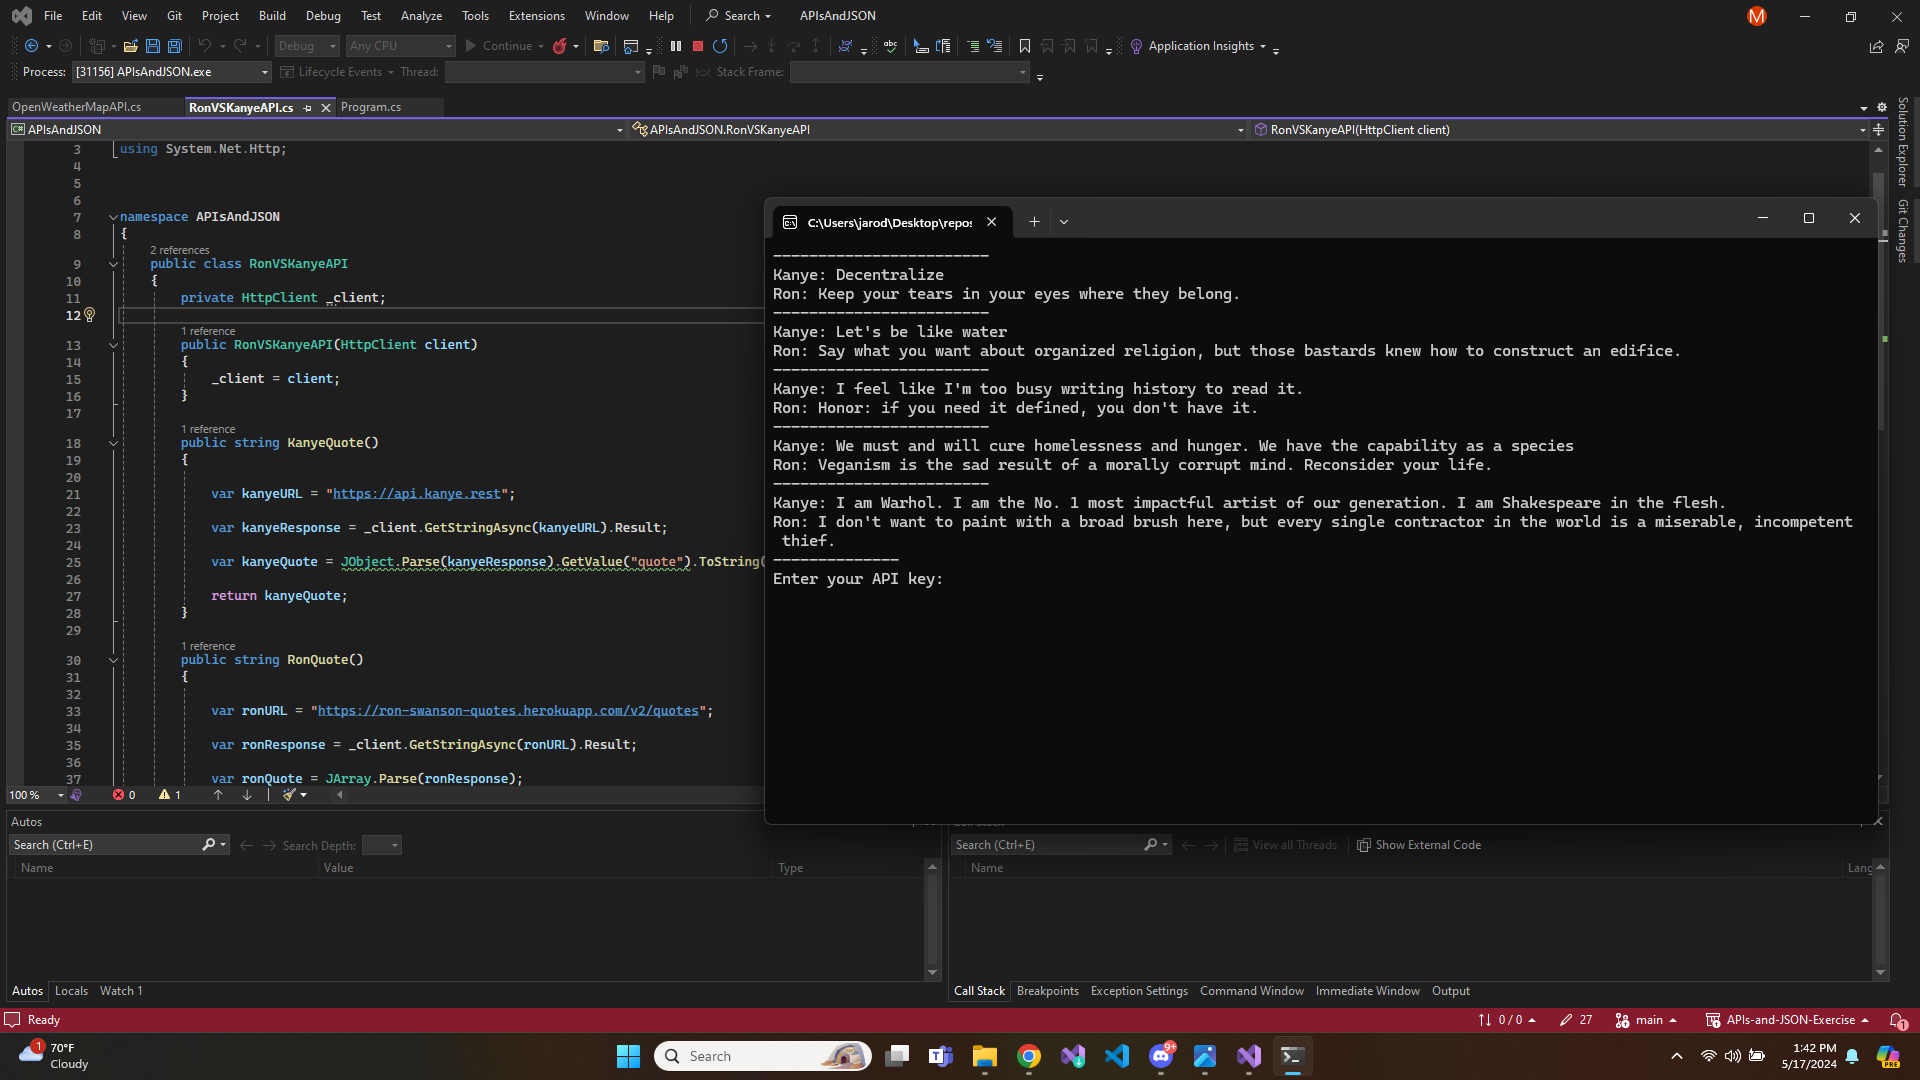 File Edit View Git Project Build Debug Test Analyze Tools Extensions Window Help Search APIsAndJSON M
Debug Any CPU Continue Application Insights
Process: [31156] APIsAndJSON.exe Lifecycle Events Thread: Stack Frame:
OpenWeatherMapAPI.cs RonVSKanyeAPI.cs Program.cs
C# APIsAndJSON APIsAndJSON.RonVSKanyeAPI RonVSKanyeAPI(HttpClient client)
Solution Explorer
Git Changes
3 using System.Net.Http;
4
5
6
7 namespace APIsAndJSON
8 {
2 references
9 public class RonVSKanyeAPI
10 {
11 private HttpClient _client;
12
1 reference
13 public RonVSKanyeAPI(HttpClient client)
14 {
15 _client = client;
16 }
17
1 reference
18 public string KanyeQuote()
19 {
20
21 var kanyeURL = "https://api.kanye.rest";
22
23 var kanyeResponse = _client.GetStringAsync(kanyeURL).Result;
24
25 var kanyeQuote = JObject.Parse(kanyeResponse).GetValue("quote").ToString(
26
27 return kanyeQuote;
28 }
29
1 reference
30 public string RonQuote()
31 {
32
33 var ronURL = "https://ron-swanson-quotes.herokuapp.com/v2/quotes";
34
35 var ronResponse = _client.GetStringAsync(ronURL).Result;
36
37 var ronQuote = JArray.Parse(ronResponse);
100 % 0 1
C:\Users\jarod\Desktop\repos
------------------------
Kanye: Decentralize
Ron: Keep your tears in your eyes where they belong.
------------------------
Kanye: Let's be like water
Ron: Say what you want about organized religion, but those bastards knew how to construct an edifice.
------------------------
Kanye: I feel like I'm too busy writing history to read it.
Ron: Honor: if you need it defined, you don't have it.
------------------------
Kanye: We must and will cure homelessness and hunger. We have the capability as a species
Ron: Veganism is the sad result of a morally corrupt mind. Reconsider your life.
------------------------
Kanye: I am Warhol. I am the No. 1 most impactful artist of our generation. I am Shakespeare in the flesh.
Ron: I don't want to paint with a broad brush here, but every single contractor in the world is a miserable, incompetent
thief.
--------------
Enter your API key:
Autos
Search (Ctrl+E) Search Depth:
Name Value Type
Autos Locals Watch 1
Call Stack
Search (Ctrl+E) View all Threads Show External Code
Name Lang
Call Stack Breakpoints Exception Settings Command Window Immediate Window Output
Ready 0 / 0 27 main APIs-and-JSON-Exercise 1
1 70°F
Cloudy
Search
9+
1:42 PM
5/17/2024
PRE